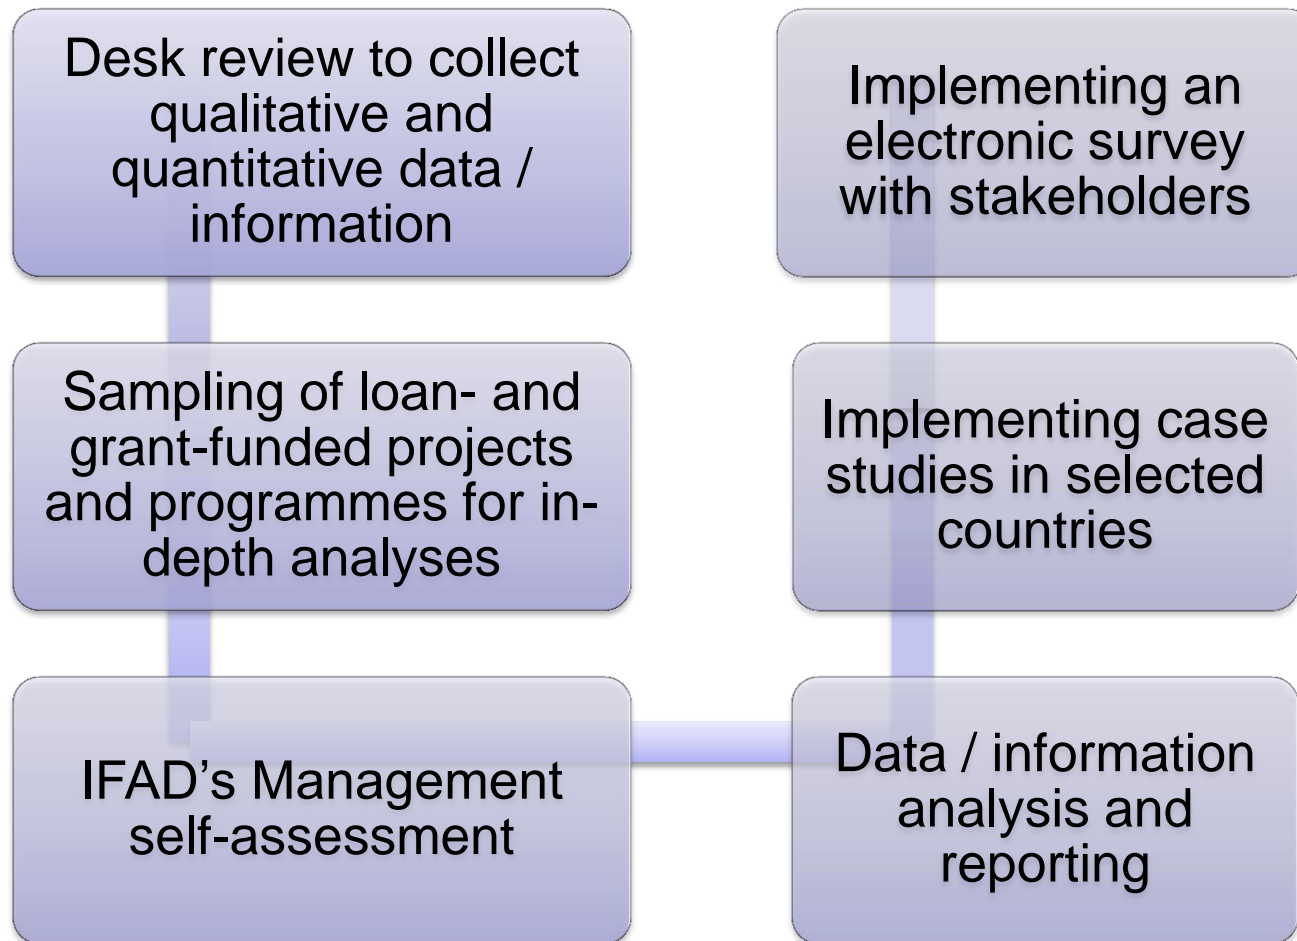 Desk review to collect
qualitative and
quantitative data /
information
Sampling of loan- and
grant-funded projects
and programmes for in-
depth analyses
IFAD’s Management
self-assessment
Implementing an
electronic survey
with stakeholders
Implementing case
studies in selected
countries
Data / information
analysis and
reporting